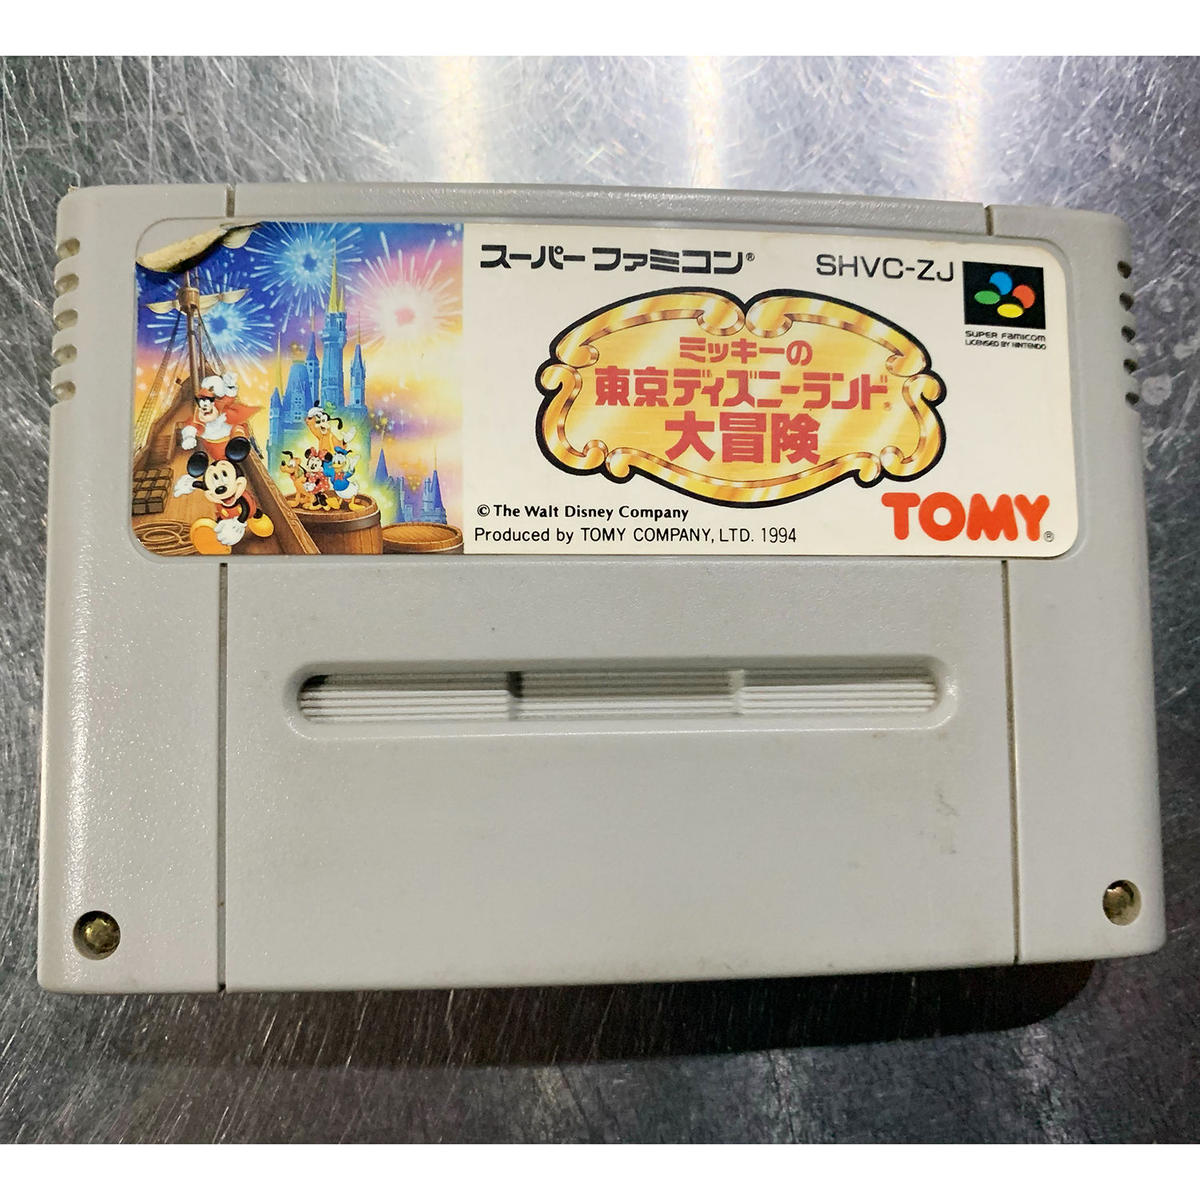 スーパーファミコン®
SHVC-ZJ
SUPER FAMICOM
LICENSED BY NINTENDO
ミッキーの
東京ディズニーランド®
大冒険
© The Walt Disney Company
Produced by TOMY COMPANY, LTD. 1994
TOMY®